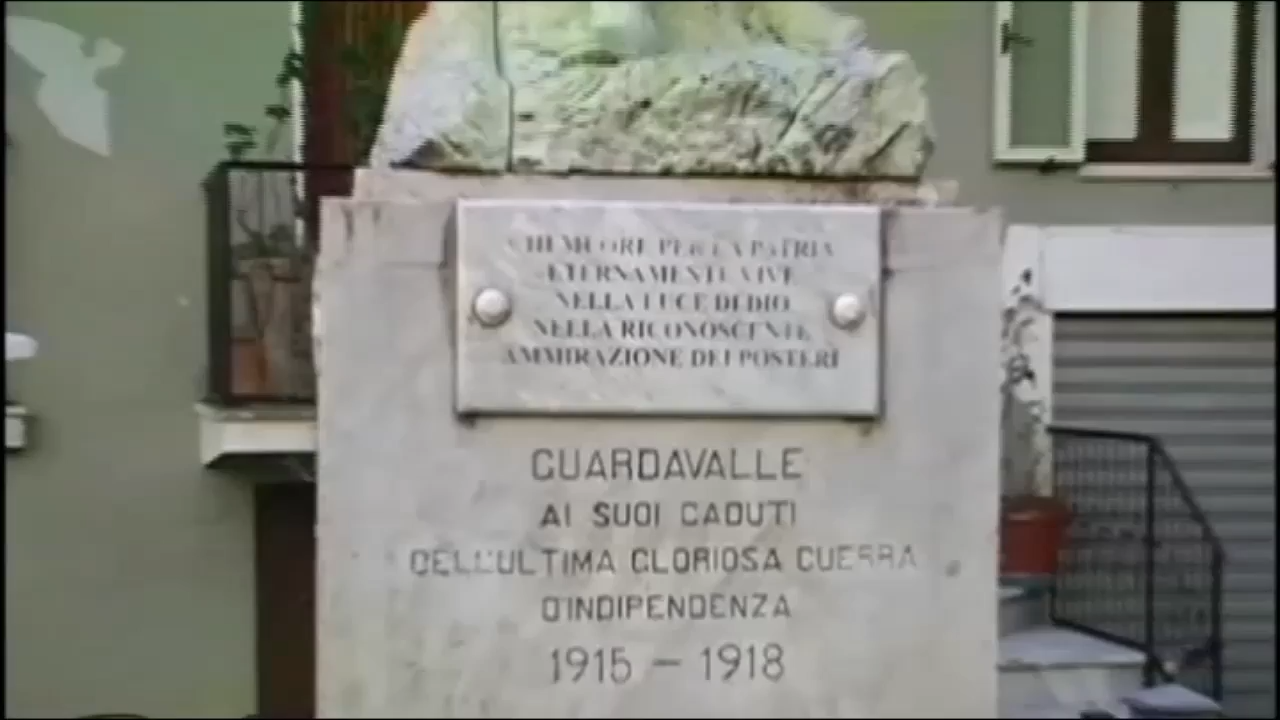 CHI MUORE PER LA PATRIA
ETERNAMENTE VIVE
NELLA LUCE DI DIO
NELLA RICONOSCENTE
AMMIRAZIONE DEI POSTERI
GUARDAVALLE
AI SUOI CADUTI
DELL'ULTIMA GLORIOSA GUERRA
D'INDIPENDENZA
1915 - 1918